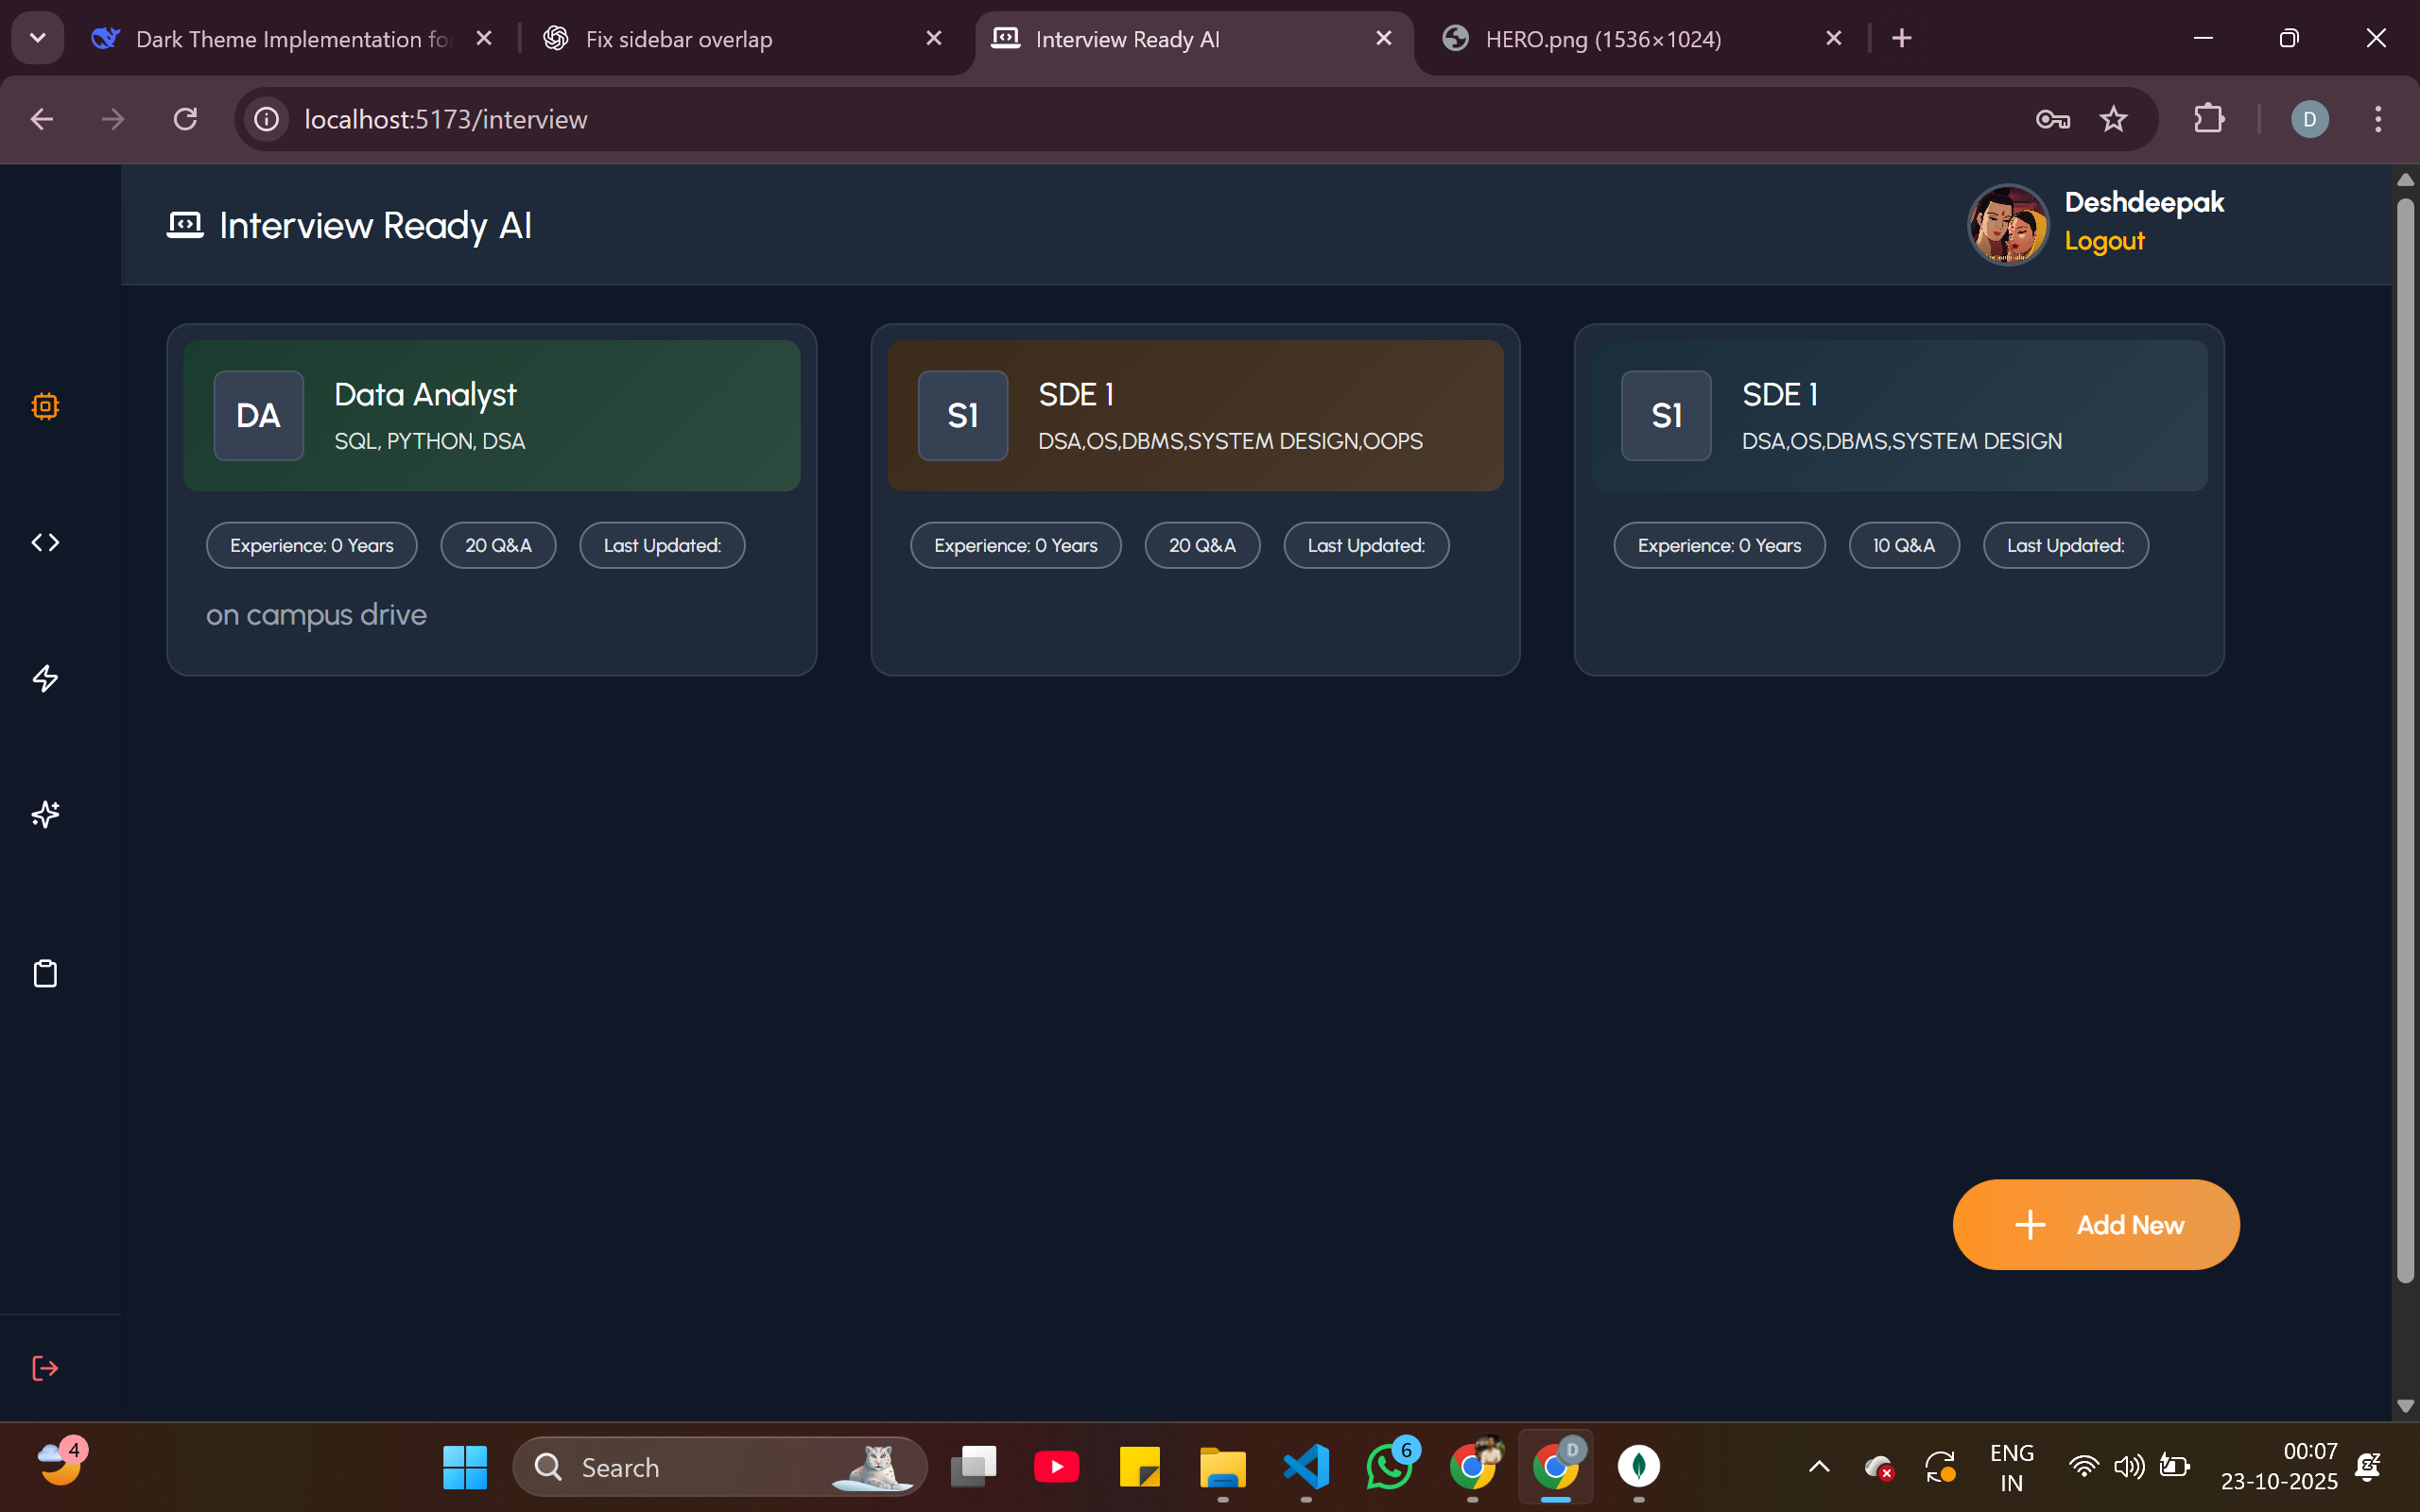 Dark Theme Implementation fo
Fix sidebar overlap
Interview Ready AI
HERO.png (1536×1024)
localhost:5173/interview
D
Interview Ready AI
Deshdeepak
Logout
DA
Data Analyst
SQL, PYTHON, DSA
Experience: 0 Years
20 Q&A
Last Updated:
on campus drive
S1
SDE 1
DSA,OS,DBMS,SYSTEM DESIGN,OOPS
Experience: 0 Years
20 Q&A
Last Updated:
S1
SDE 1
DSA,OS,DBMS,SYSTEM DESIGN
Experience: 0 Years
10 Q&A
Last Updated:
Add New
4
Search
6
D
ENG
IN
00:07
23-10-2025